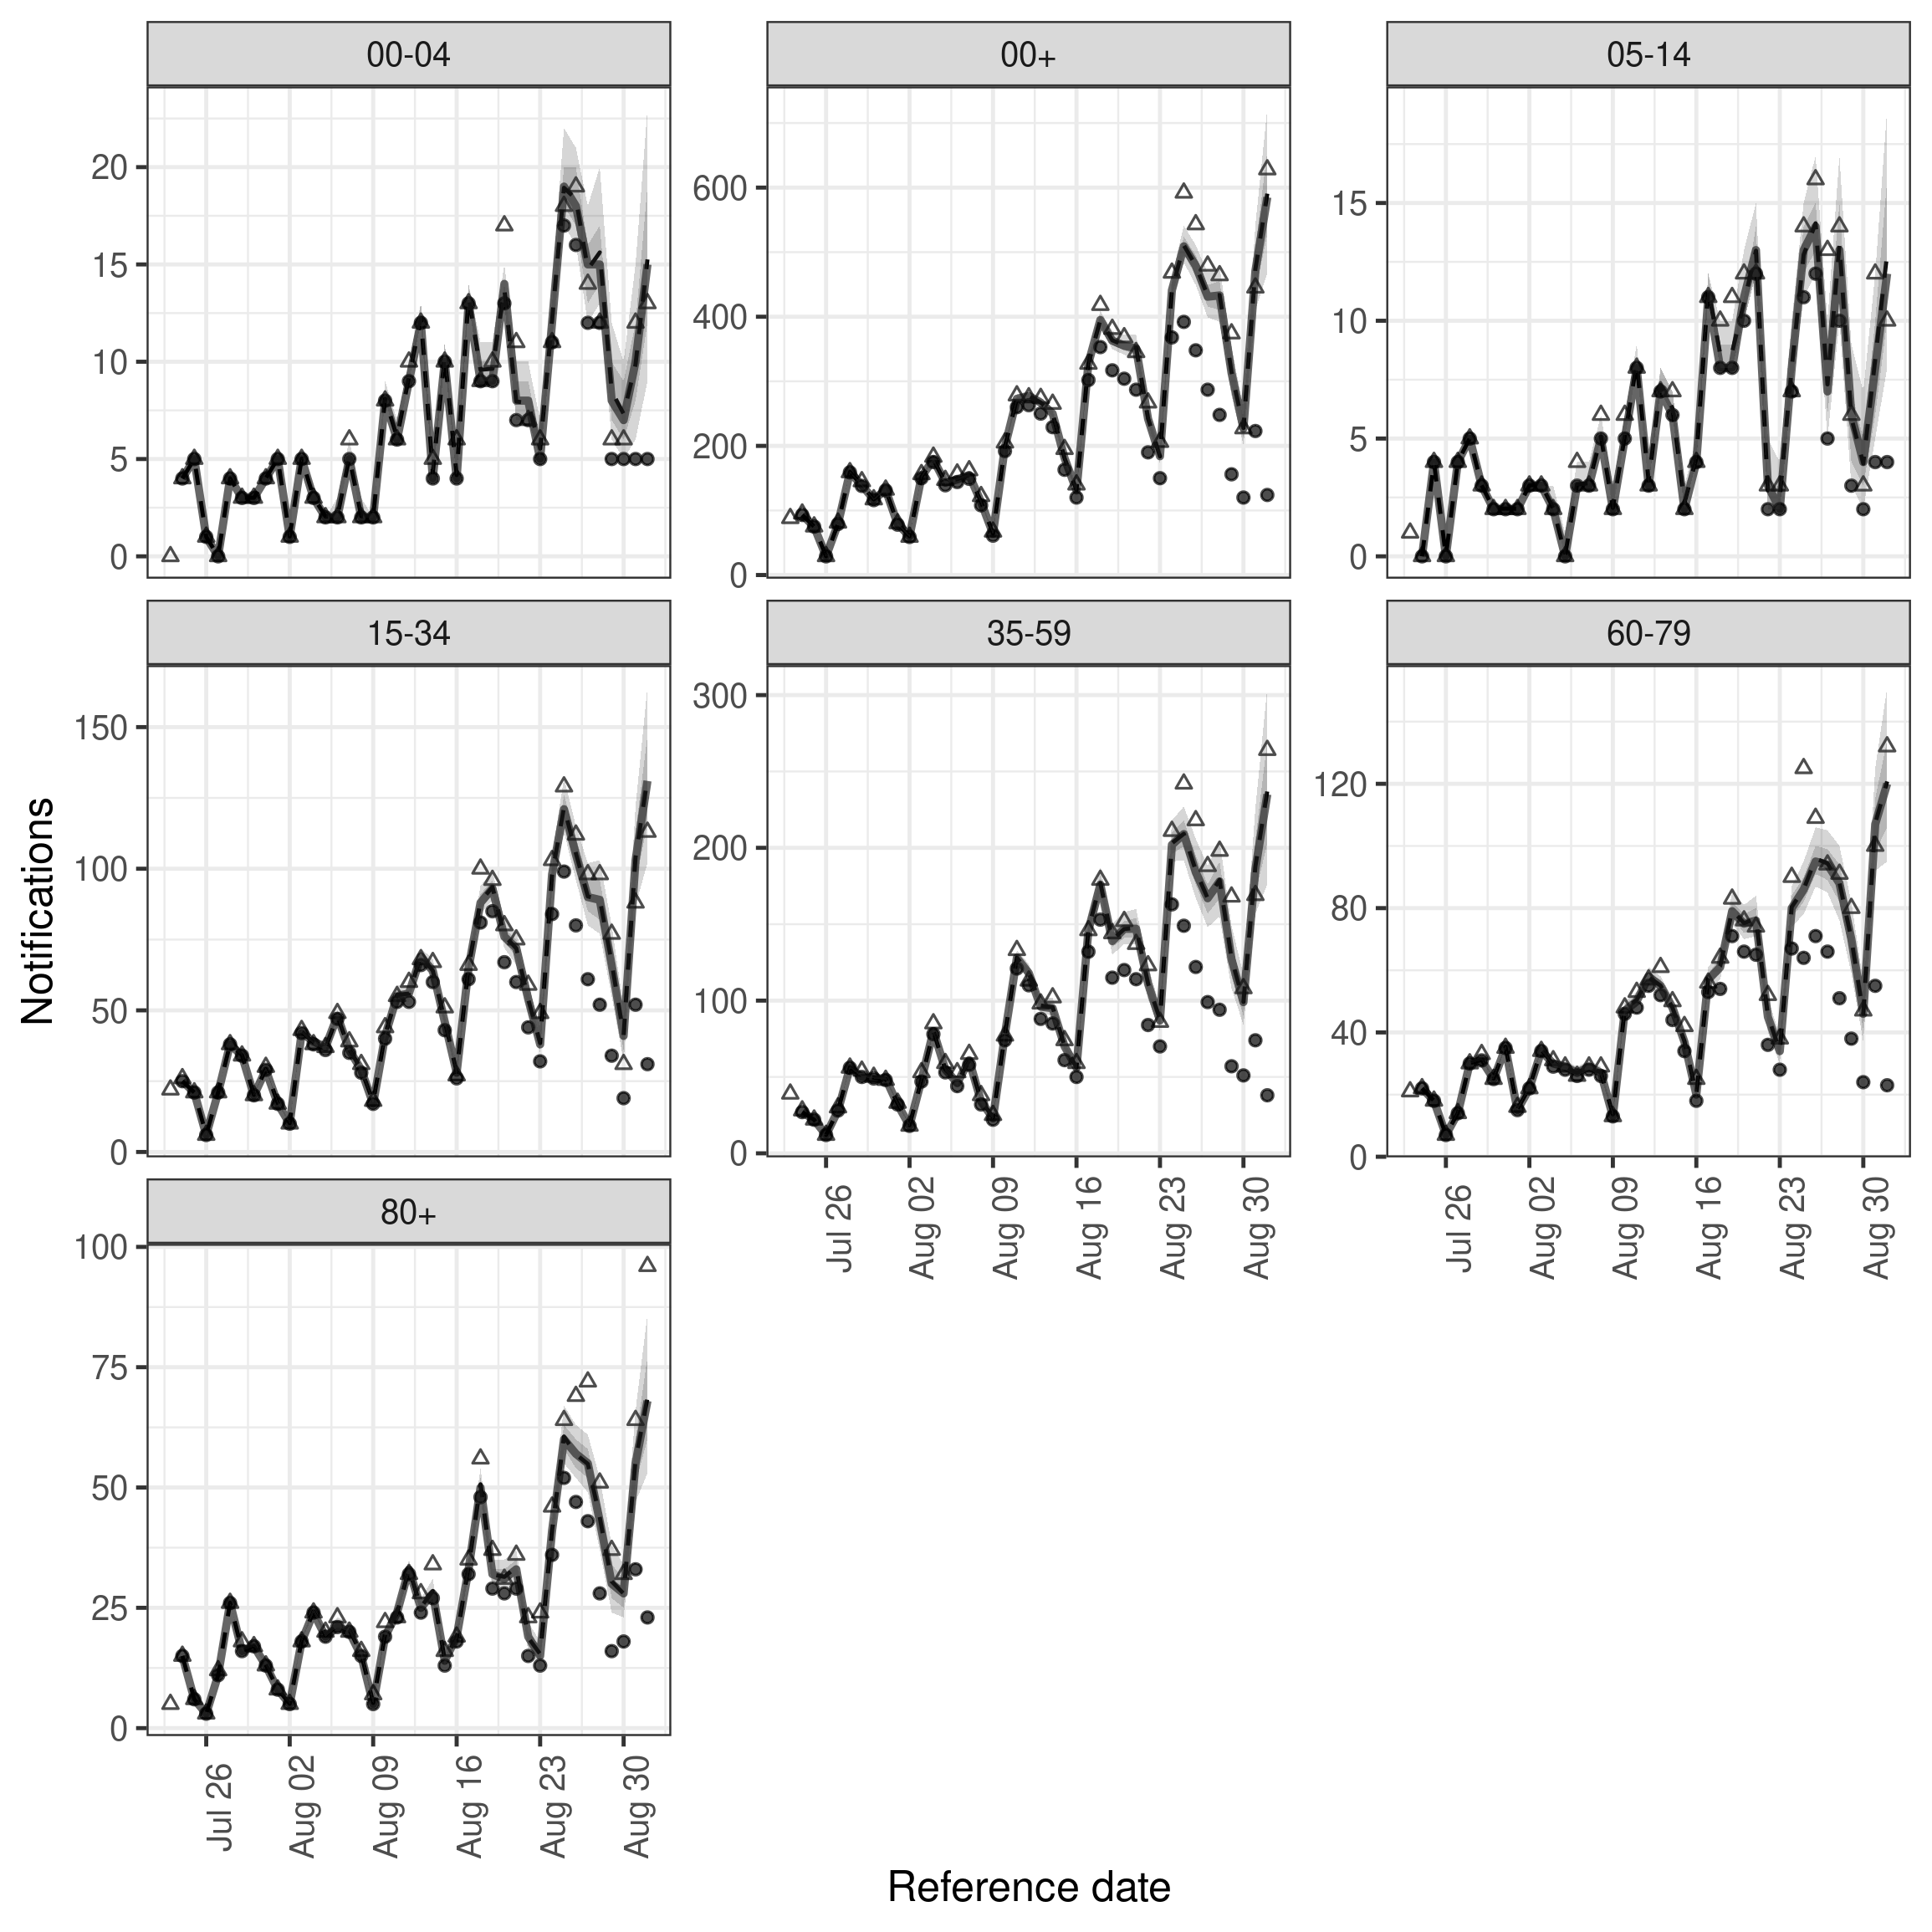 00-04
00+
05-14
20
15
10
5
0
600
400
200
0
15
10
5
0
15-34
35-59
60-79
150
100
50
0
300
200
100
0
120
80
40
0
Jul 26
Aug 02
Aug 09
Aug 16
Aug 23
Aug 30
Jul 26
Aug 02
Aug 09
Aug 16
Aug 23
Aug 30
80+
100
75
50
25
0
Jul 26
Aug 02
Aug 09
Aug 16
Aug 23
Aug 30
Notifications
Reference date